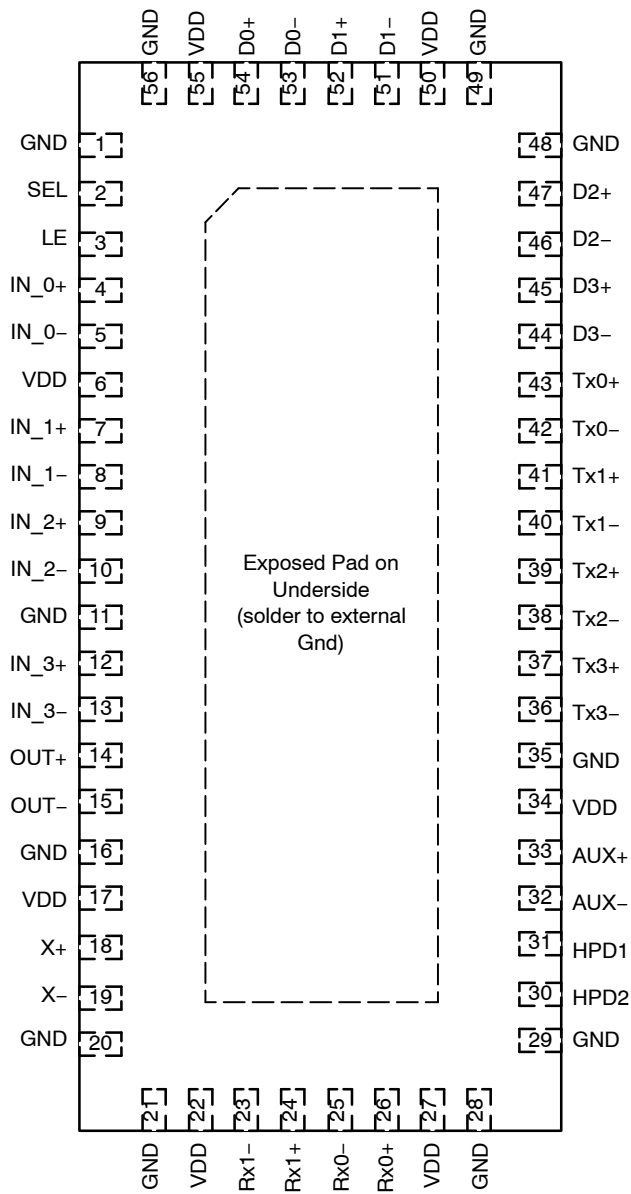 GND
VDD
D0+
D0−
D1+
D1−
VDD
GND
56
55
54
53
52
51
50
49
GND 1
SEL 2
LE 3
IN_0+ 4
IN_0− 5
VDD 6
IN_1+ 7
IN_1− 8
IN_2+ 9
IN_2− 10
GND 11
IN_3+ 12
IN_3− 13
OUT+ 14
OUT− 15
GND 16
VDD 17
X+ 18
X− 19
GND 20
Exposed Pad on
Underside
(solder to external
Gnd)
48 GND
47 D2+
46 D2−
45 D3+
44 D3−
43 Tx0+
42 Tx0−
41 Tx1+
40 Tx1−
39 Tx2+
38 Tx2−
37 Tx3+
36 Tx3−
35 GND
34 VDD
33 AUX+
32 AUX−
31 HPD1
30 HPD2
29 GND
21
22
23
24
25
26
27
28
GND
VDD
Rx1−
Rx1+
Rx0−
Rx0+
VDD
GND